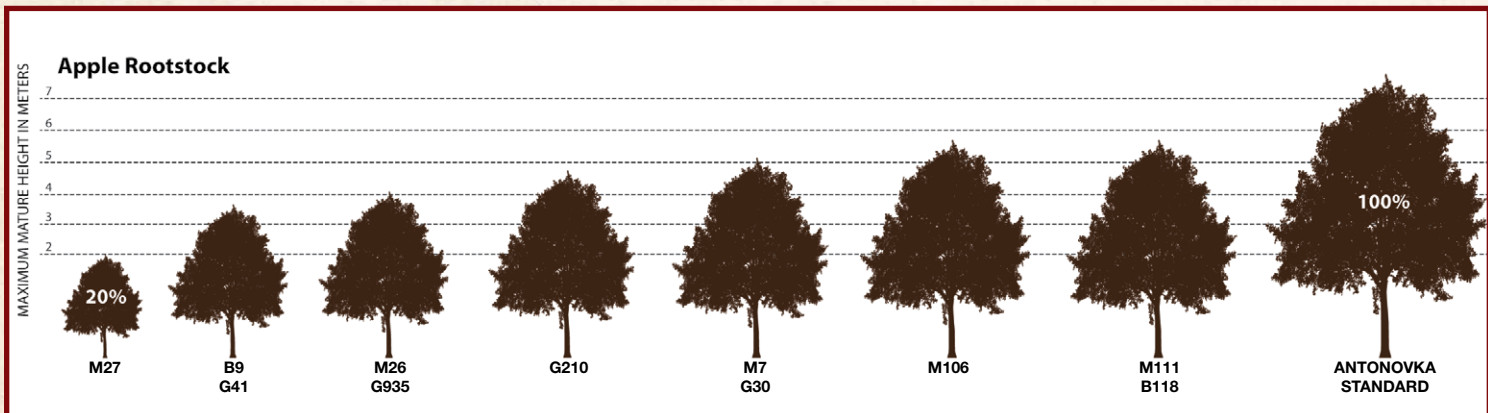 Apple Rootstock
MAXIMUM MATURE HEIGHT IN METERS
7
6
5
4
3
2
20%
100%
M27
B9
G41
M26
G935
G210
M7
G30
M106
M111
B118
ANTONOVKA
STANDARD